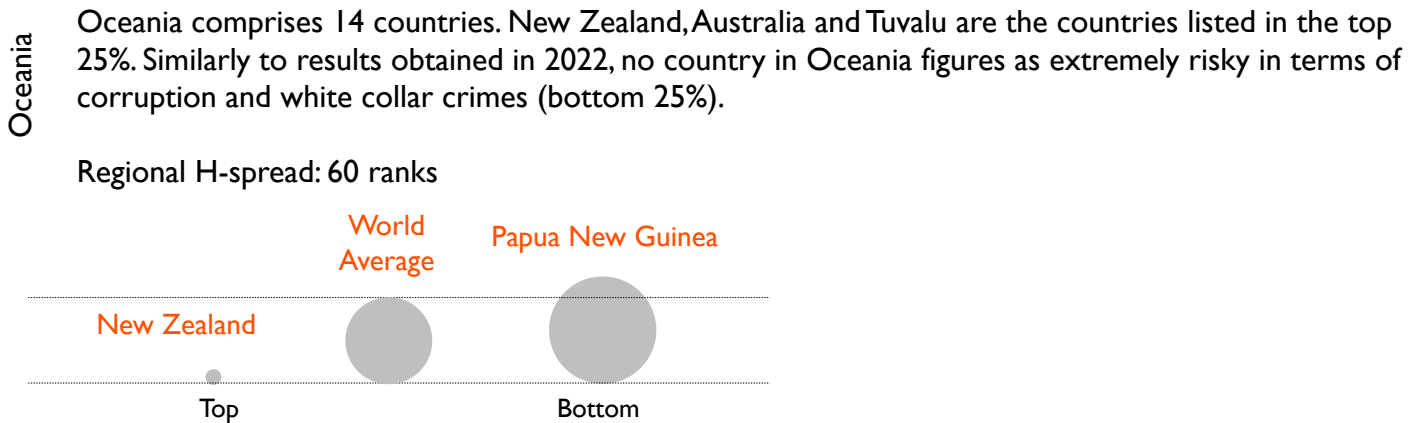 Oceania
Oceania comprises 14 countries. New Zealand, Australia and Tuvalu are the countries listed in the top
25%. Similarly to results obtained in 2022, no country in Oceania figures as extremely risky in terms of
corruption and white collar crimes (bottom 25%).
Regional H-spread: 60 ranks
World
Average
Papua New Guinea
New Zealand
Top
Bottom